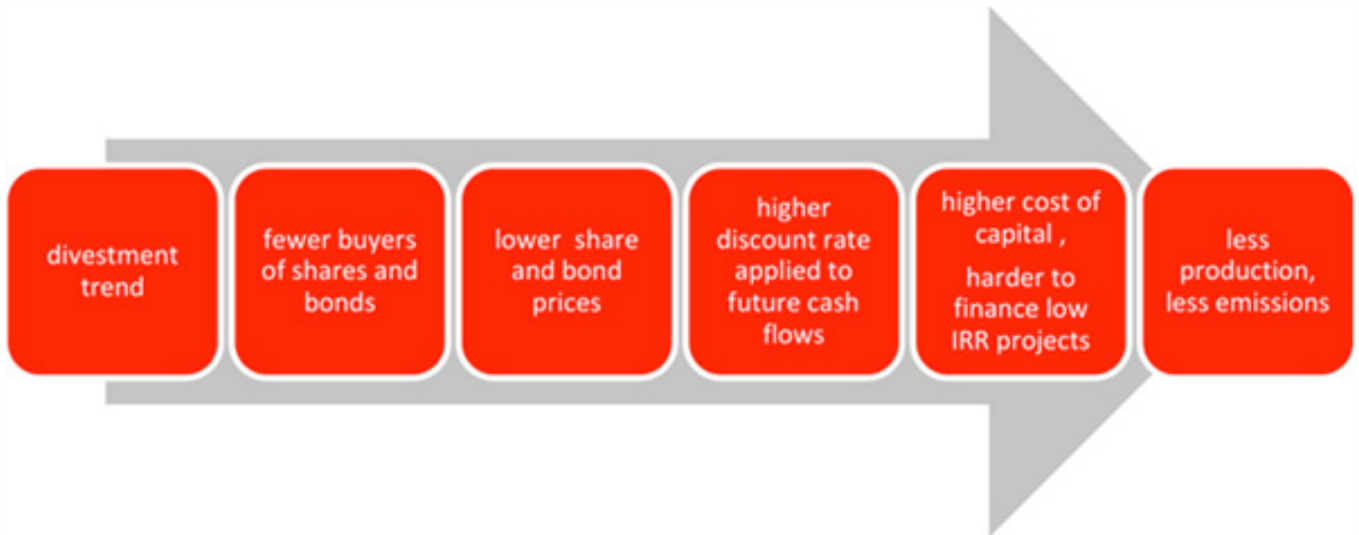 divestment
trend
fewer buyers
of shares and
bonds
lower share
and bond
prices
higher
discount rate
applied to
future cash
flows
higher cost of
capital ,
harder to
finance low
IRR projects
less
production,
less emissions